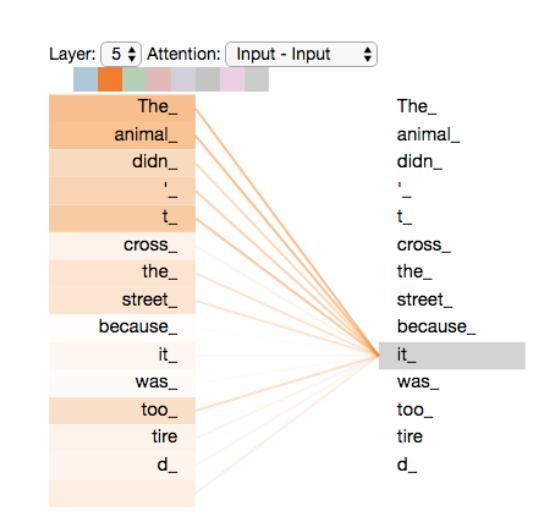 Layer: 5 Attention: Input - Input
The_ The_
animal_ animal_
didn_ didn_
'_ '_
t_ t_
cross_ cross_
the_ the_
street_ street_
because_ because_
it_ it_
was_ was_
too_ too_
tire tire
d_ d_